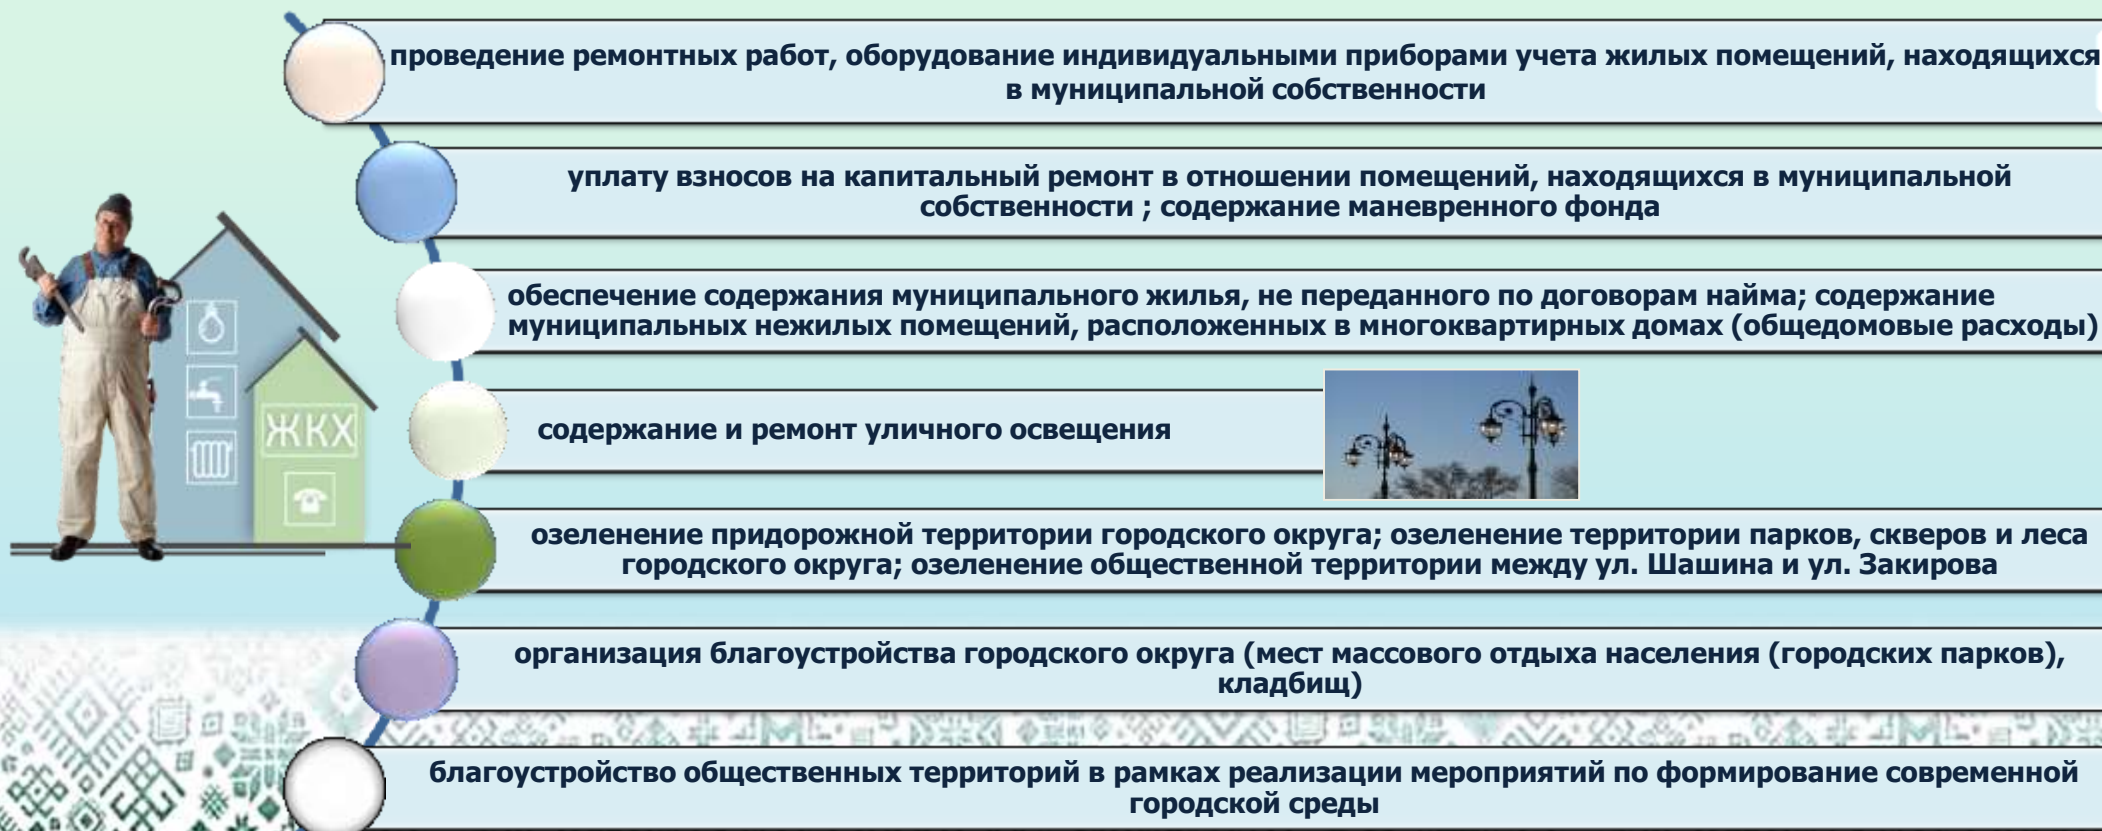 проведение ремонтных работ, оборудование индивидуальными приборами учета жилых помещений, находящихся
в муниципальной собственности
уплату взносов на капитальный ремонт в отношении помещений, находящихся в муниципальной
собственности ; содержание маневренного фонда
обеспечение содержания муниципального жилья, не переданного по договорам найма; содержание
муниципальных нежилых помещений, расположенных в многоквартирных домах (общедомовые расходы)
ЖКХ
содержание и ремонт уличного освещения
озеленение придорожной территории городского округа; озеленение территории парков, скверов и леса
городского округа; озеленение общественной территории между ул. Шашина и ул. Закирова
организация благоустройства городского округа (мест массового отдыха населения (городских парков),
кладбищ)
благоустройство общественных территорий в рамках реализации мероприятий по формирование современной
городской среды